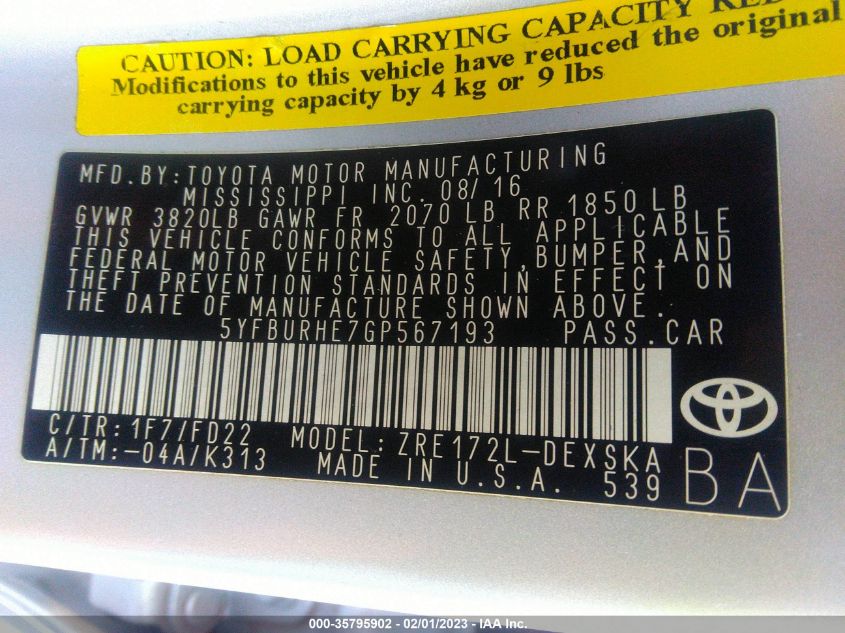 CAUTION: LOAD CARRYING CAPACITY
Modifications to this vehicle have reduced the original
carrying capacity by 4 kg or 9 lbs
MFD.BY:TOYOTA MOTOR MANUFACTURING
MISSISSIPPI INC. 08/16
GVWR 3820LB GAWR FR 2070LB RR 1850LB
THIS VEHICLE CONFORMS TO ALL APPLICABLE
FEDERAL MOTOR VEHICLE SAFETY,BUMPER,AND
THEFT PREVENTION STANDARDS IN EFFECT ON
THE DATE OF MANUFACTURE SHOWN ABOVE.
5YFBURHE7GP567193 PASS.CAR
C/TR:1F7/FD22 MODEL:ZRE172L-DEXSKA
A/TM:-04A/K313 MADE IN U.S.A. 539 BA
000-35795902 - 02/01/2023 - IAA Inc.